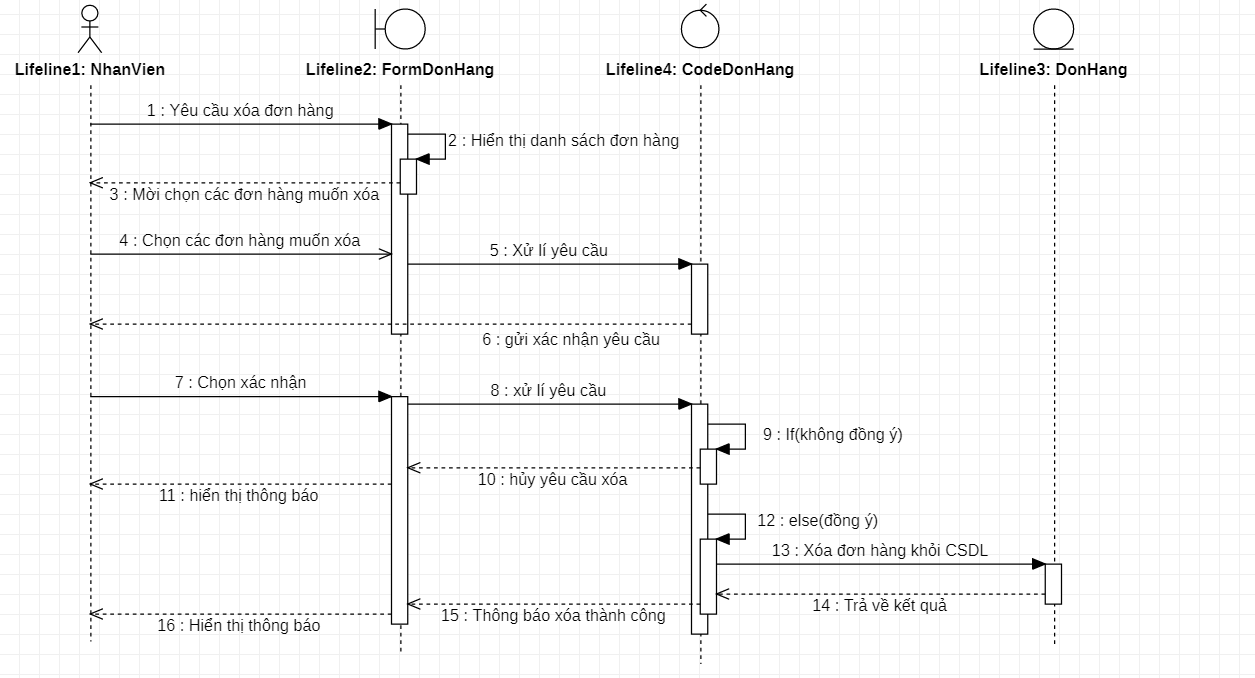 Lifeline1: NhanVien
Lifeline2: FormDonHang
Lifeline4: CodeDonHang
Lifeline3: DonHang
1 : Yêu cầu xóa đơn hàng
2 : Hiển thị danh sách đơn hàng
3 : Mời chọn các đơn hàng muốn xóa
4 : Chọn các đơn hàng muốn xóa
5 : Xử lí yêu cầu
6 : gửi xác nhận yêu cầu
7 : Chọn xác nhận
8 : xử lí yêu cầu
9 : If(không đồng ý)
10 : hủy yêu cầu xóa
11 : hiển thị thông báo
12 : else(đồng ý)
13 : Xóa đơn hàng khỏi CSDL
14 : Trả về kết quả
15 : Thông báo xóa thành công
16 : Hiển thị thông báo